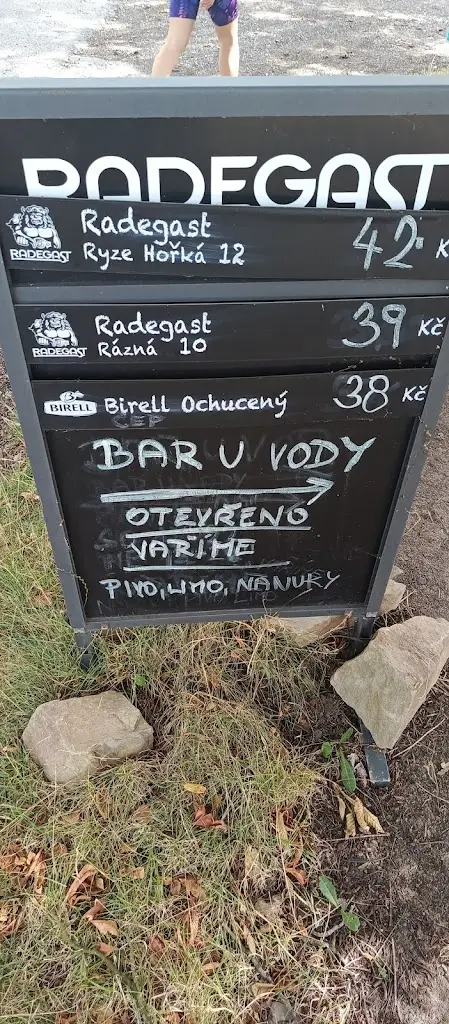 RADEGAST
Radegast
Ryze Hořká 12
42 K
RADEGAST
Radegast
Rázná 10
39 Kč
RADEGAST
BIRELL
Birell Ochucený
38 Kč
BAR U VODY
OTEVŘENO
VAŘÍME
PIVO, LIMO, NANUKY